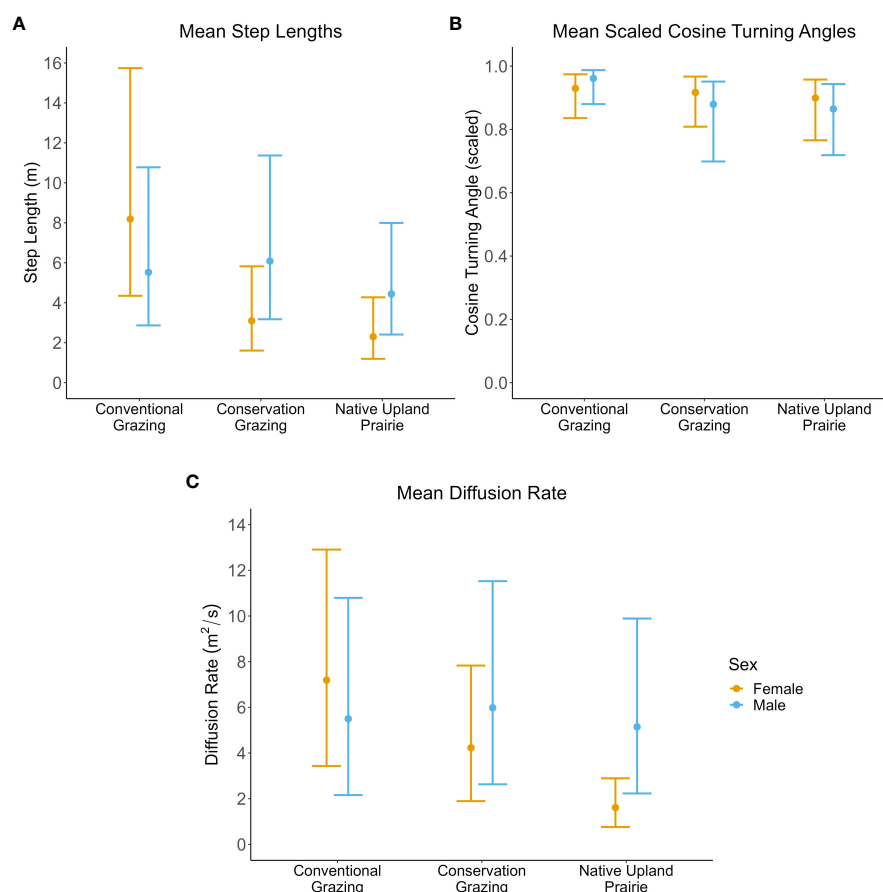 A
Mean Step Lengths
16
14
12
10
8
6
4
2
0
Step Length (m)
Conventional
Grazing
Conservation
Grazing
Native Upland
Prairie
B
Mean Scaled Cosine Turning Angles
1.0
0.8
0.6
0.4
0.2
0.0
Cosine Turning Angle (scaled)
Conventional
Grazing
Conservation
Grazing
Native Upland
Prairie
C
Mean Diffusion Rate
14
12
10
8
6
4
2
0
Diffusion Rate (m²/s)
Conventional
Grazing
Conservation
Grazing
Native Upland
Prairie
Sex
Female
Male